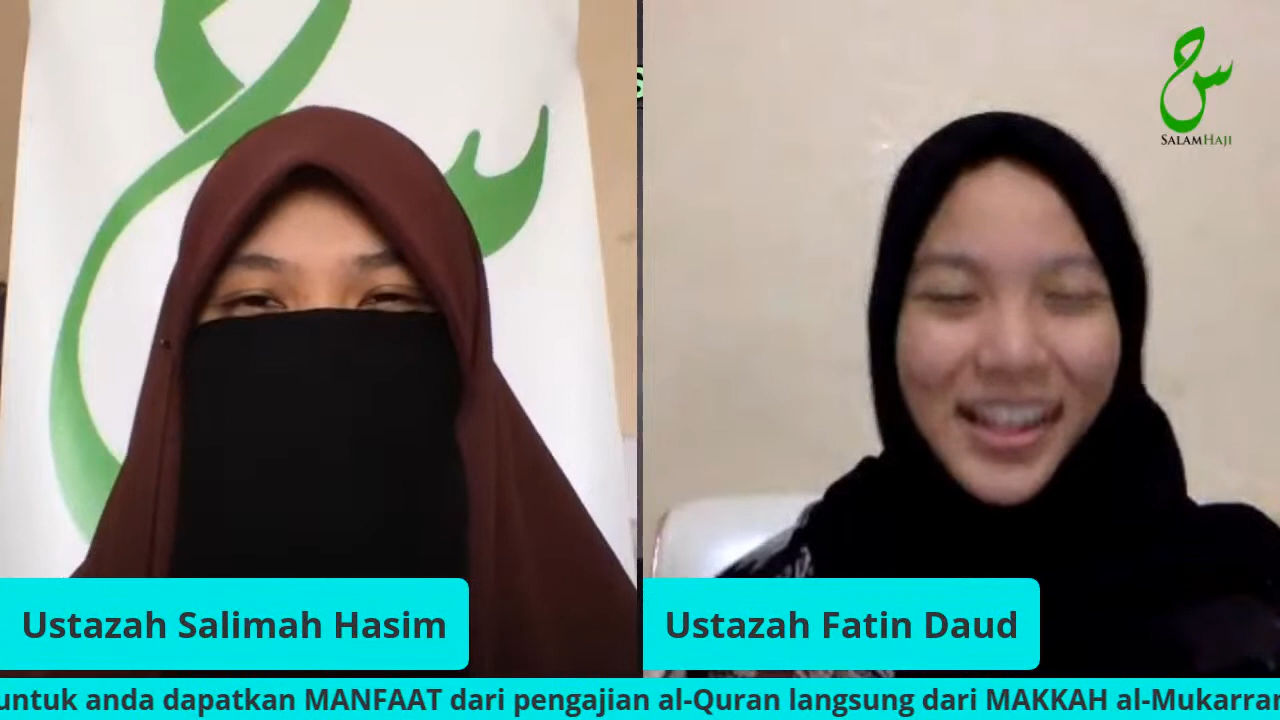 س ح
SALAMHAJI
Ustazah Salimah Hasim
Ustazah Fatin Daud
untuk anda dapatkan MANFAAT dari pengajian al-Quran langsung dari MAKKAH al-Mukarran